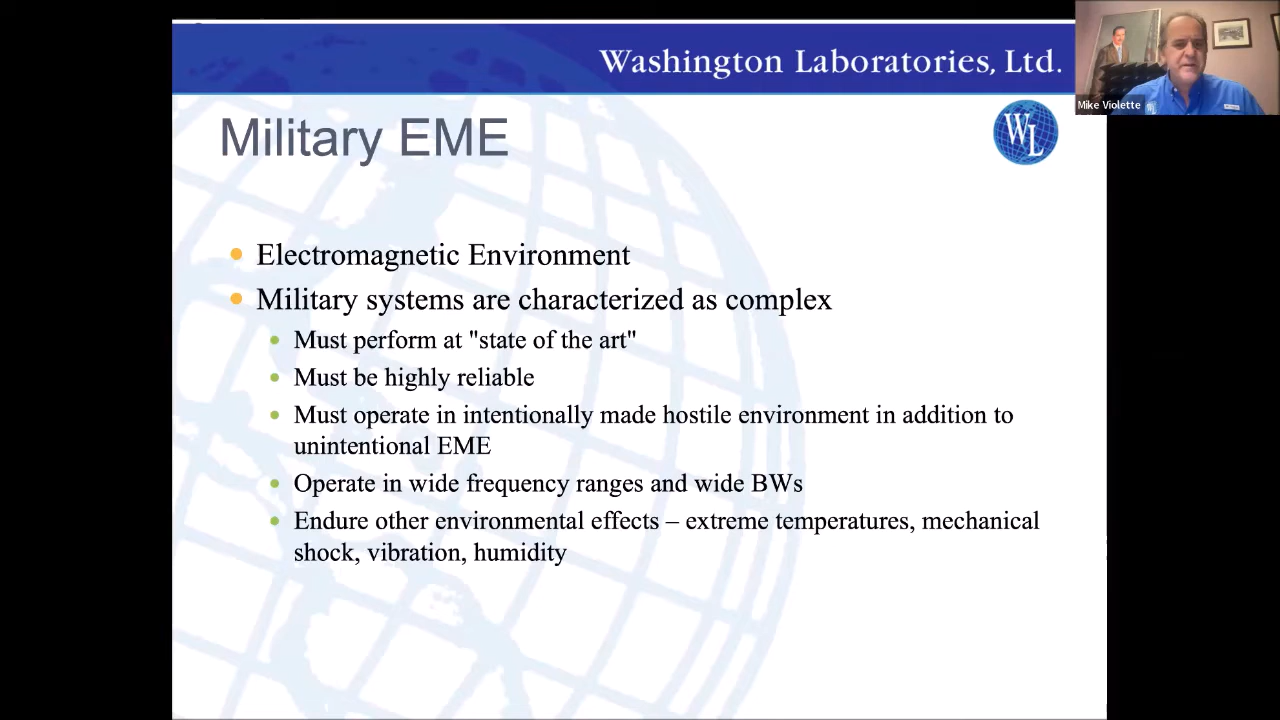 Washington Laboratories, Ltd.
Mike Violette
WL
Military EME
Electromagnetic Environment
Military systems are characterized as complex
Must perform at "state of the art"
Must be highly reliable
Must operate in intentionally made hostile environment in addition to
unintentional EME
Operate in wide frequency ranges and wide BWs
Endure other environmental effects – extreme temperatures, mechanical
shock, vibration, humidity